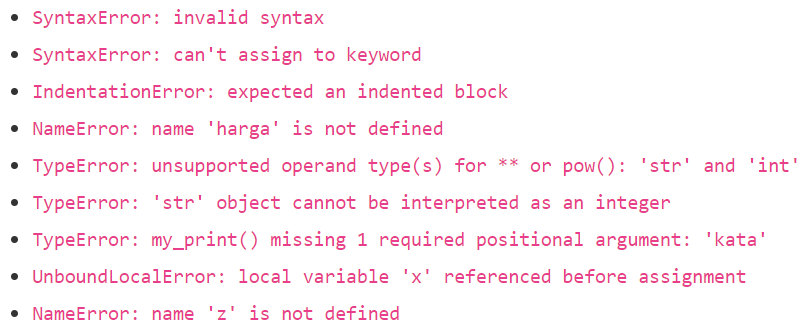 SyntaxError: invalid syntax
SyntaxError: can't assign to keyword
IndentationError: expected an indented block
NameError: name 'harga' is not defined
TypeError: unsupported operand type(s) for ** or pow(): 'str' and 'int'
TypeError: 'str' object cannot be interpreted as an integer
TypeError: my_print() missing 1 required positional argument: 'kata'
UnboundLocalError: local variable 'x' referenced before assignment
NameError: name 'z' is not defined